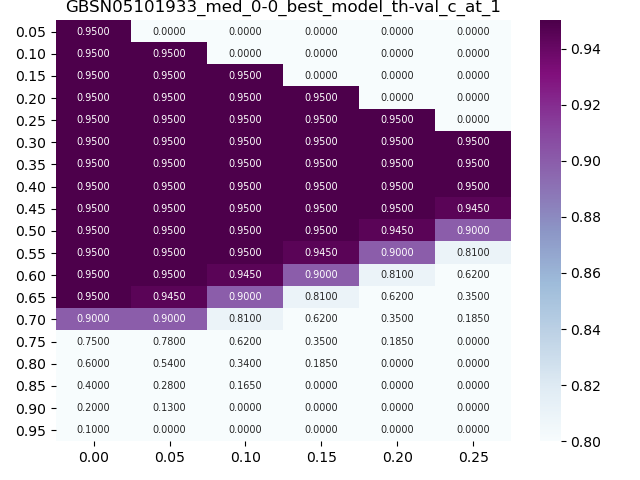 GBSN05101933_med_0-0_best_model_th-val_c_at_1
0.05 0.9500 0.0000 0.0000 0.0000 0.0000 0.0000
0.10 0.9500 0.9500 0.0000 0.0000 0.0000 0.0000
0.15 0.9500 0.9500 0.9500 0.0000 0.0000 0.0000
0.20 0.9500 0.9500 0.9500 0.9500 0.0000 0.0000
0.25 0.9500 0.9500 0.9500 0.9500 0.9500 0.0000
0.30 0.9500 0.9500 0.9500 0.9500 0.9500 0.9500
0.35 0.9500 0.9500 0.9500 0.9500 0.9500 0.9500
0.40 0.9500 0.9500 0.9500 0.9500 0.9500 0.9500
0.45 0.9500 0.9500 0.9500 0.9500 0.9500 0.9450
0.50 0.9500 0.9500 0.9500 0.9500 0.9450 0.9000
0.55 0.9500 0.9500 0.9500 0.9450 0.9000 0.8100
0.60 0.9500 0.9500 0.9450 0.9000 0.8100 0.6200
0.65 0.9500 0.9450 0.9000 0.8100 0.6200 0.3500
0.70 0.9000 0.9000 0.8100 0.6200 0.3500 0.1850
0.75 0.7500 0.7800 0.6200 0.3500 0.1850 0.0000
0.80 0.6000 0.5400 0.3400 0.1850 0.0000 0.0000
0.85 0.4000 0.2800 0.1650 0.0000 0.0000 0.0000
0.90 0.2000 0.1300 0.0000 0.0000 0.0000 0.0000
0.95 0.1000 0.0000 0.0000 0.0000 0.0000 0.0000
0.00 0.05 0.10 0.15 0.20 0.25
0.94
0.92
0.90
0.88
0.86
0.84
0.82
0.80